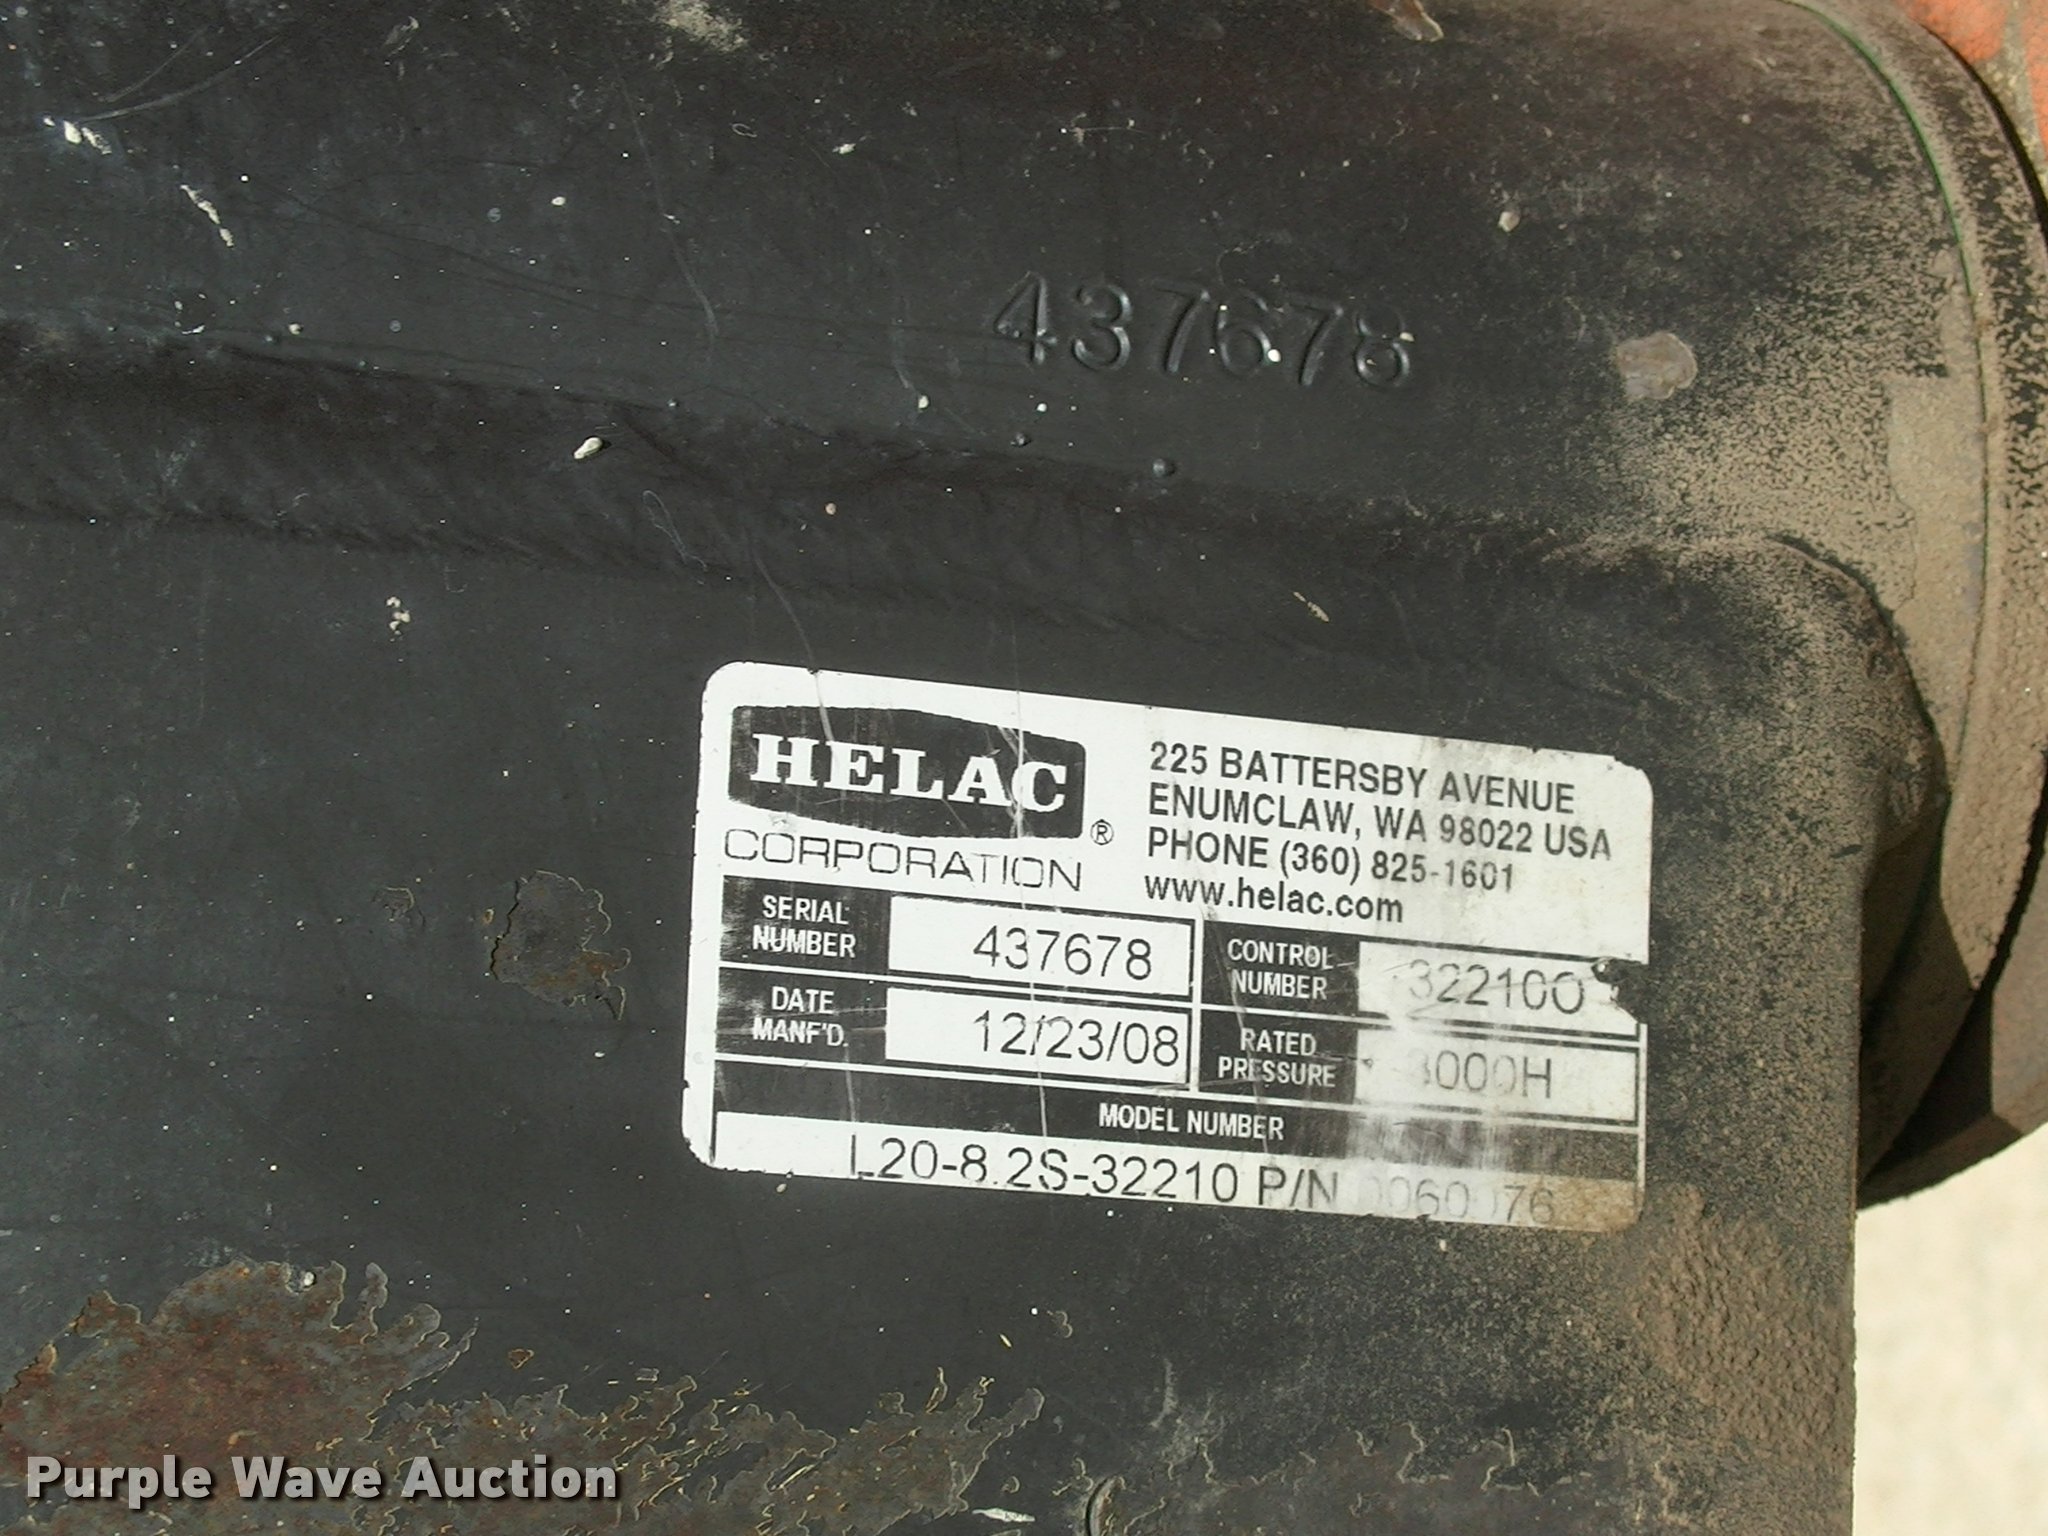 437678
HELAC
CORPORATION ®
225 BATTERSBY AVENUE
ENUMCLAW, WA 98022 USA
PHONE (360) 825-1601
www.helac.com
SERIAL NUMBER 437678
CONTROL NUMBER 32210O
DATE MANF'D. 12/23/08
RATED PRESSURE 3000H
MODEL NUMBER
L20-8.2S-32210 P/N
Purple Wave Auction